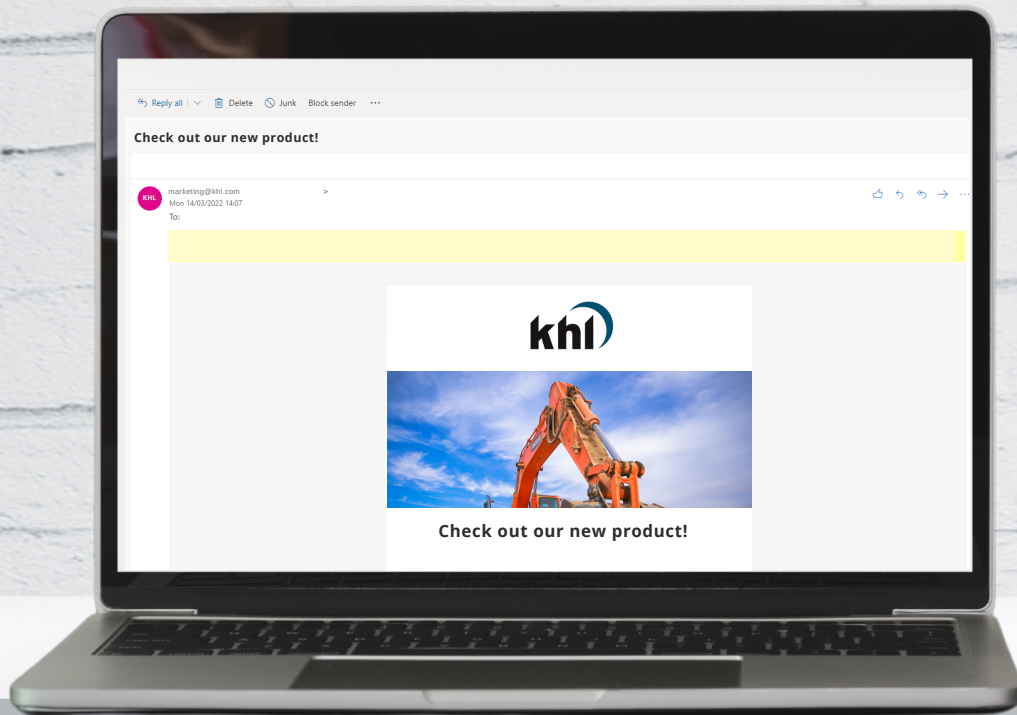 Reply all Delete Junk Block sender ...
Check out our new product!
KHL
marketing@khl.com >
Mon 14/03/2022 14:07
To:
khl
Check out our new product!